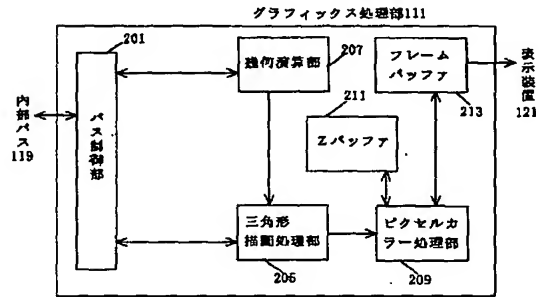 グラフィックス処理部111
201
幾何演算部
207
フレーム
バッファ
213
表示装置
121
内部バス
119
バス制御部
211
Zバッファ
三角形
描画処理部
205
ピクセルカ
ラー処理部
209